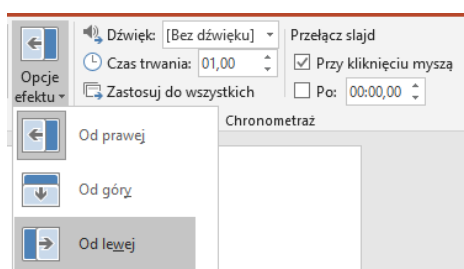 Opcje
efektu
Dźwięk: [Bez dźwięku]
Czas trwania: 01,00
Zastosuj do wszystkich
Przełącz slajd
Przy kliknięciu myszą
Po: 00:00,00
Chronometraż
Od prawej
Od góry
Od lewej